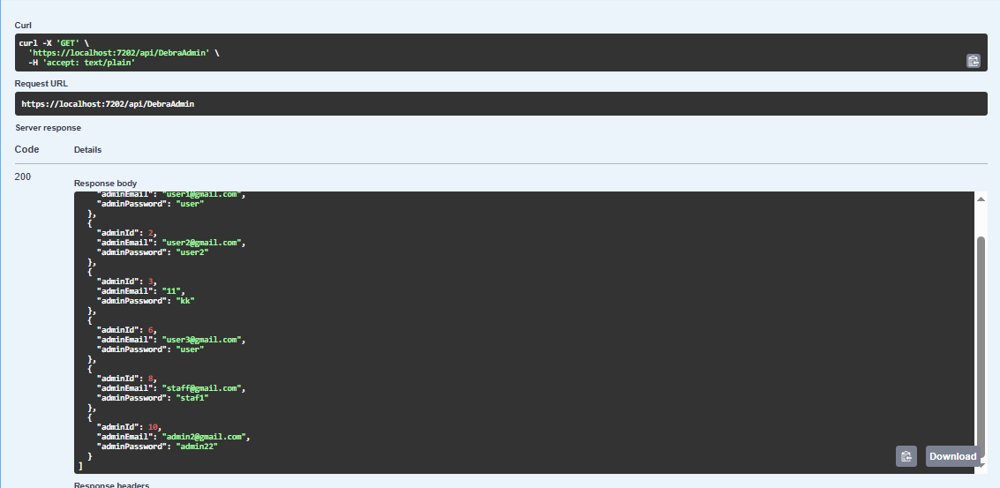 Curl
curl -X 'GET' \
'https://localhost:7202/api/DebraAdmin' \
-H 'accept: text/plain'
Request URL
https://localhost:7202/api/DebraAdmin
Server response
Code Details
200
Response body
"adminEmail": "user1@gmail.com",
"adminPassword": "user"
},
{
"adminId": 2,
"adminEmail": "user2@gmail.com",
"adminPassword": "user2"
},
{
"adminId": 3,
"adminEmail": "11",
"adminPassword": "kk"
},
{
"adminId": 6,
"adminEmail": "user3@gmail.com",
"adminPassword": "user"
},
{
"adminId": 8,
"adminEmail": "staff@gmail.com",
"adminPassword": "staf1"
},
{
"adminId": 10,
"adminEmail": "admin2@gmail.com",
"adminPassword": "admin22"
}
]
Download
Response headers